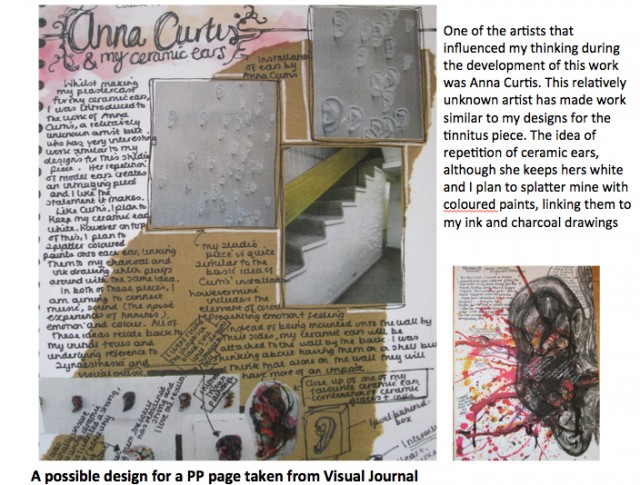 Anna Curtis
& my ceramic ears
Installation
of ears by
Anna Curtis
Whilst making
my plastercast
for my ceramic ears,
I was introduced to
the work of Anna
Curtis, a relatively
unknown artist but
who has very interesting
work similar to my
designs for this studio
piece. Her repetition
of model ears creates
an intruiging piece
and I like the
statement it makes.
Like Curtis, I plan to
keep my ceramic ears
white. However on top
of this, I plan to
splatter coloured
paints onto each ear, linking
them to my charcoal and
ink drawing which plays
around with the same idea.
In both of these pieces, I
am aiming to connect
music, sound (the noise
experiences of tinnitus),
emotion and colour. All of
these ideas relate back to
my initial focus and
underlying reference to
Synaesthesia and
my studio
piece is quite
similar to the
basic idea of
Curtis' installation
however mine
includes the
element of colour
representing emotion/feeling
Instead of being mounted onto the wall by
their sides, my ceramic ears will be
attached to the wall by the back. I was
thinking about having them on a shelf but
I think that alone on the wall they will
have more of an impact
Close up of one of my
favourite ceramic ears,
combination of ceramic
glazes + inks
box
One of the artists that
influenced my thinking during
the development of this work
was Anna Curtis. This relatively
unknown artist has made work
similar to my designs for the
tinnitus piece. The idea of
repetition of ceramic ears,
although she keeps hers white
and I plan to splatter mine with
coloured paints, linking them to
my ink and charcoal drawings
A possible design for a PP page taken from Visual Journal